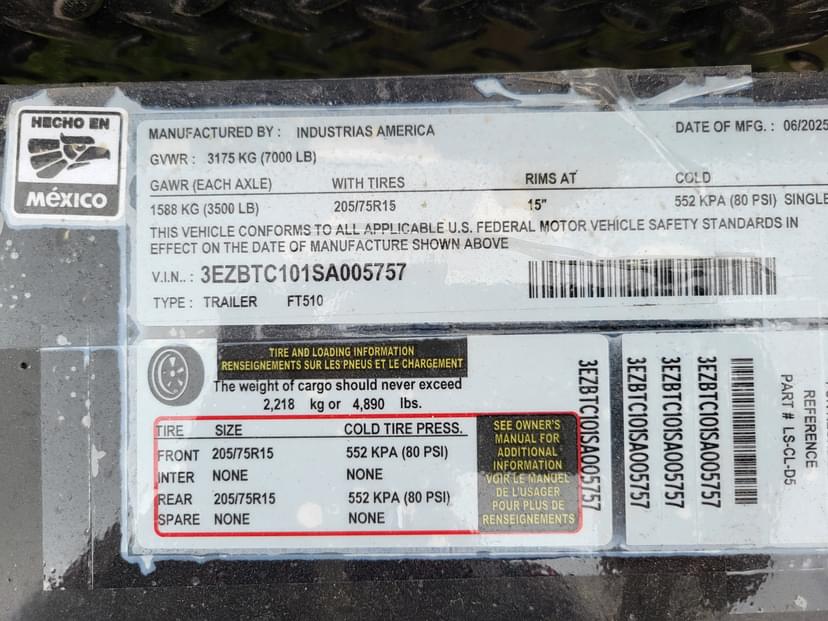 HECHO EN
México
MANUFACTURED BY : INDUSTRIAS AMERICA DATE OF MFG. : 06/2025
GVWR : 3175 KG (7000 LB)
GAWR (EACH AXLE) WITH TIRES RIMS AT COLD
1588 KG (3500 LB) 205/75R15 15" 552 KPA (80 PSI) SINGLE
THIS VEHICLE CONFORMS TO ALL APPLICABLE U.S. FEDERAL MOTOR VEHICLE SAFETY STANDARDS IN
EFFECT ON THE DATE OF MANUFACTURE SHOWN ABOVE
V.I.N.. : 3EZBTC101SA005757
TYPE : TRAILER FT510
TIRE AND LOADING INFORMATION
RENSEIGNEMENTS SUR LES PNEUS ET LE CHARGEMENT
The weight of cargo should never exceed
2,218 kg or 4,890 lbs.
TIRE SIZE COLD TIRE PRESS.
FRONT 205/75R15 552 KPA (80 PSI)
INTER NONE NONE
REAR 205/75R15 552 KPA (80 PSI)
SPARE NONE NONE
SEE OWNER'S
MANUAL FOR
ADDITIONAL
INFORMATION
VOIR LE MANUEL
DE L'USAGER
POUR PLUS DE
RENSEIGNEMENTS
3EZBTC101SA005757
3EZBTC101SA005757
3EZBTC101SA005757
3EZBTC101SA005757
PART # LS-CL-D5
REFERENCE